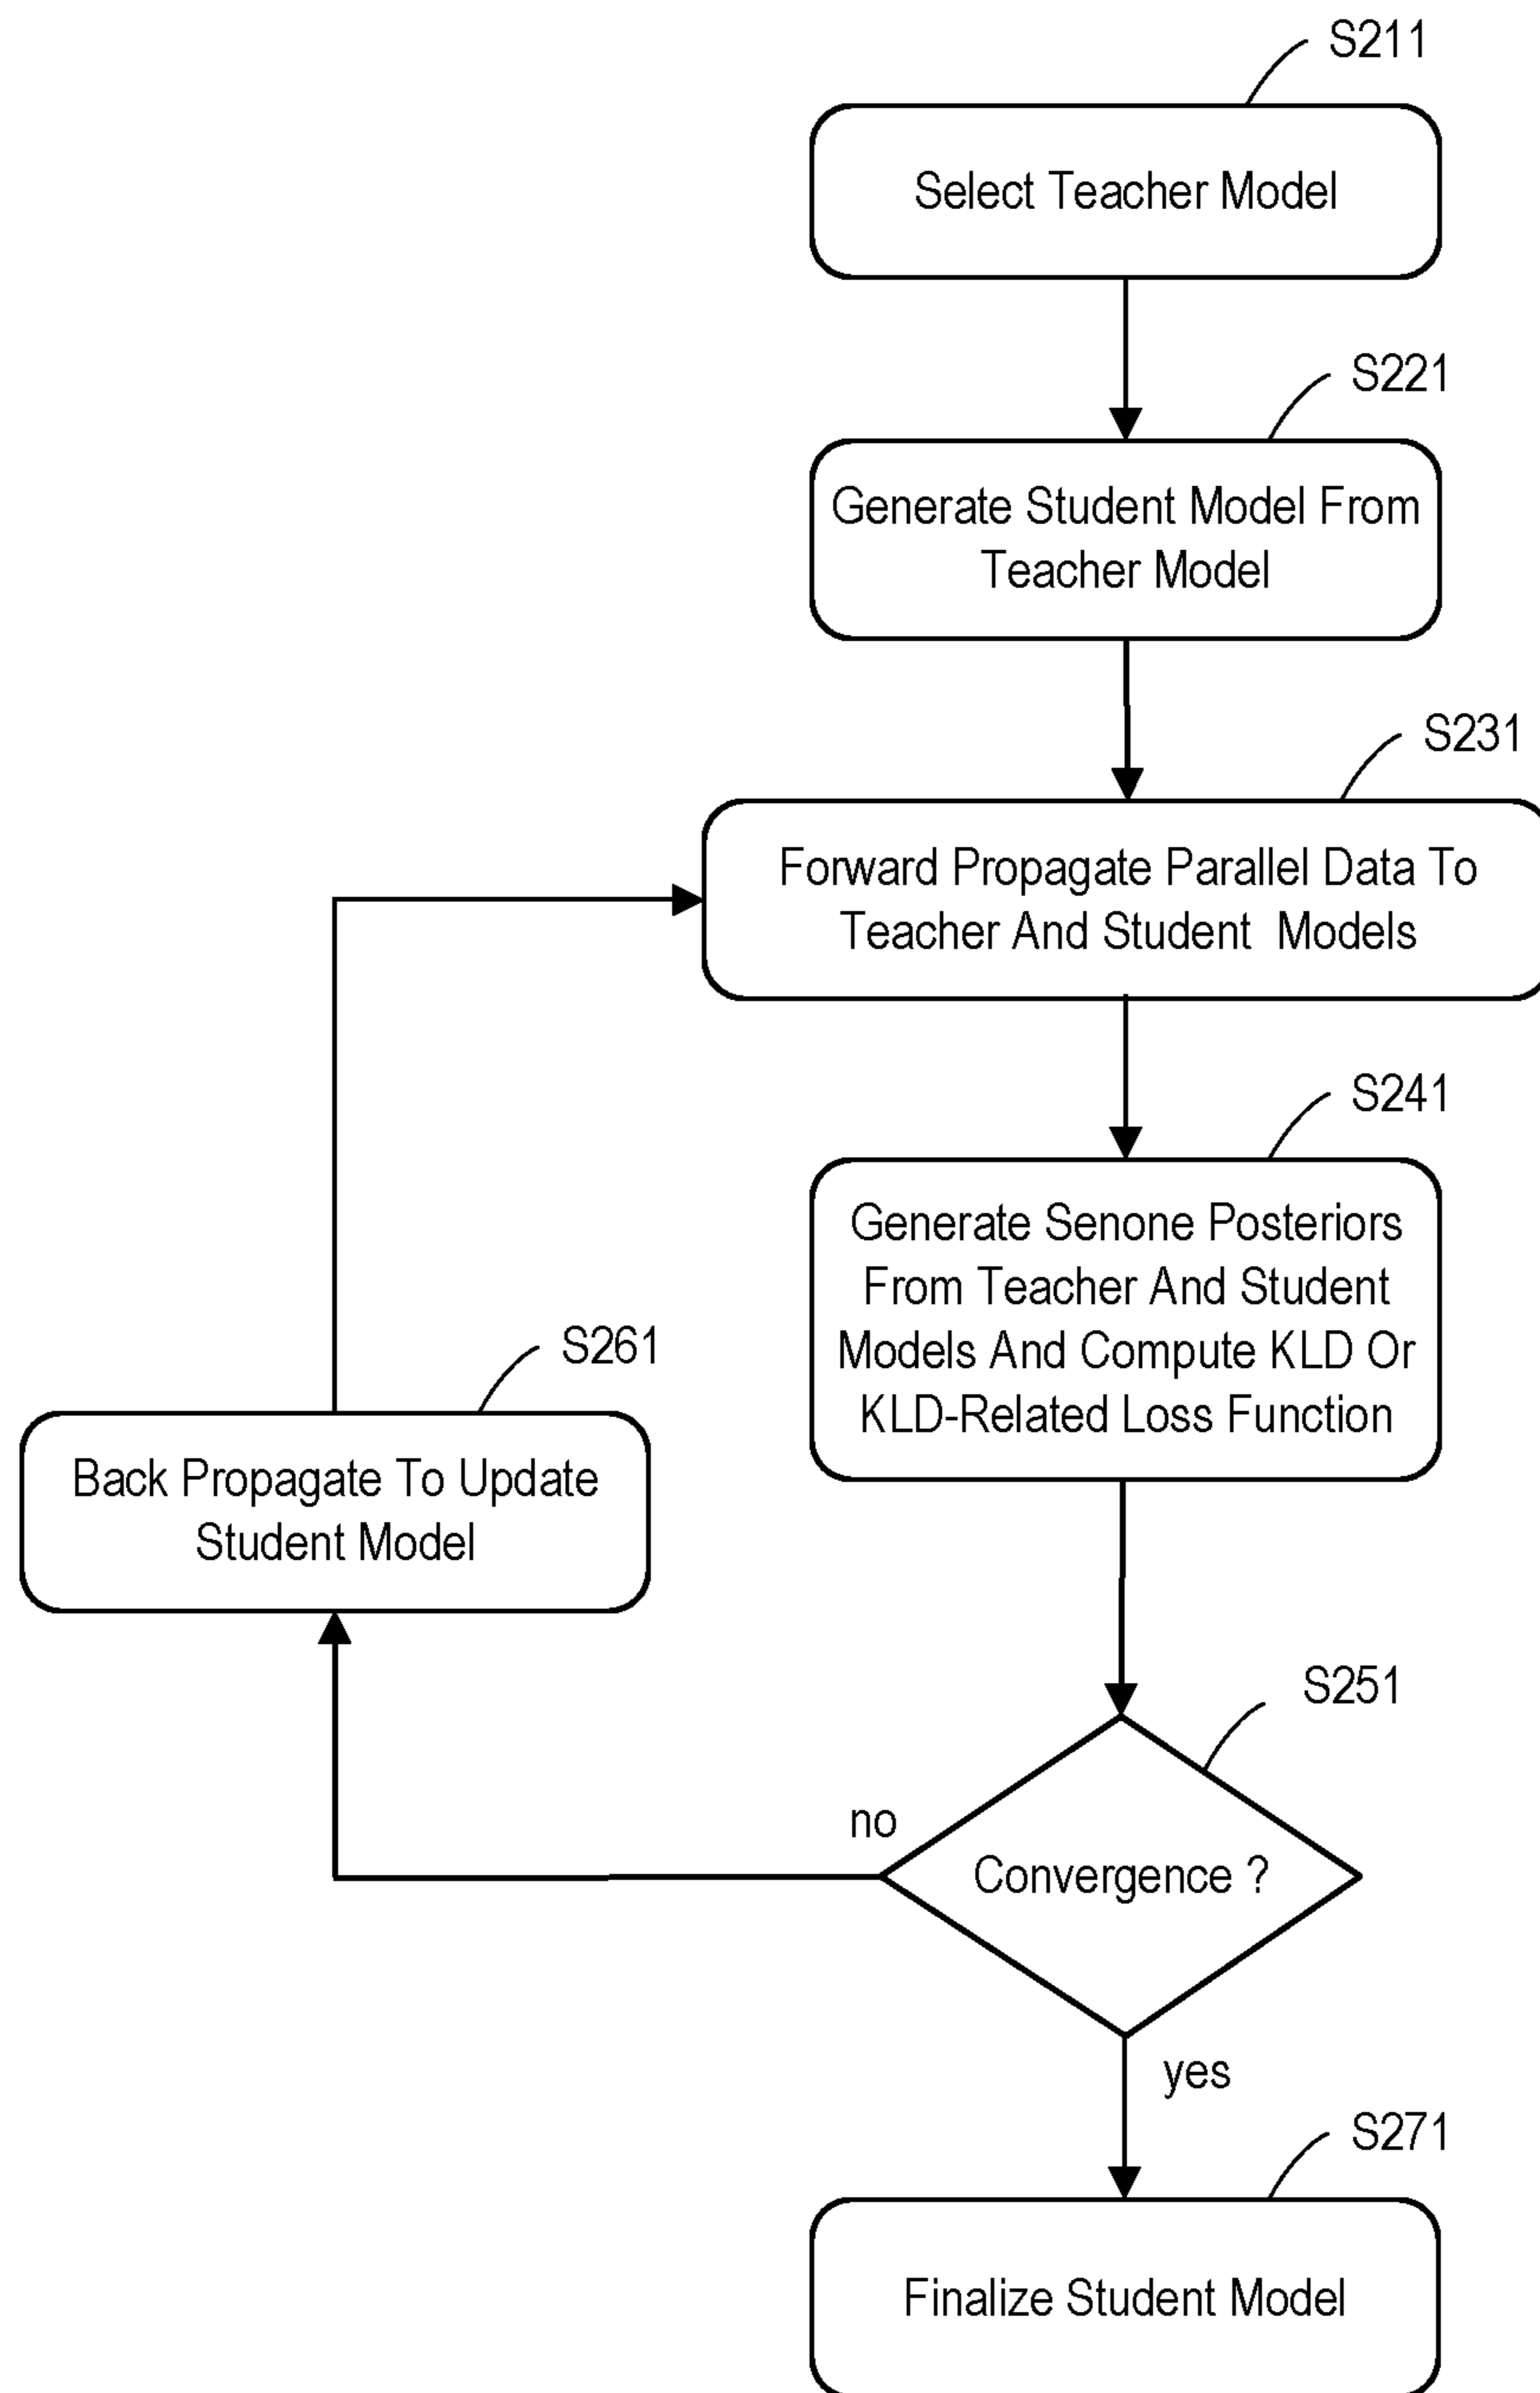 S211
Select Teacher Model
S221
Generate Student Model From
Teacher Model
S231
Forward Propagate Parallel Data To
Teacher And Student Models
S241
Generate Senone Posteriors
From Teacher And Student
Models And Compute KLD Or
KLD-Related Loss Function
S261
Back Propagate To Update
Student Model
S251
no
Convergence ?
yes
S271
Finalize Student Model